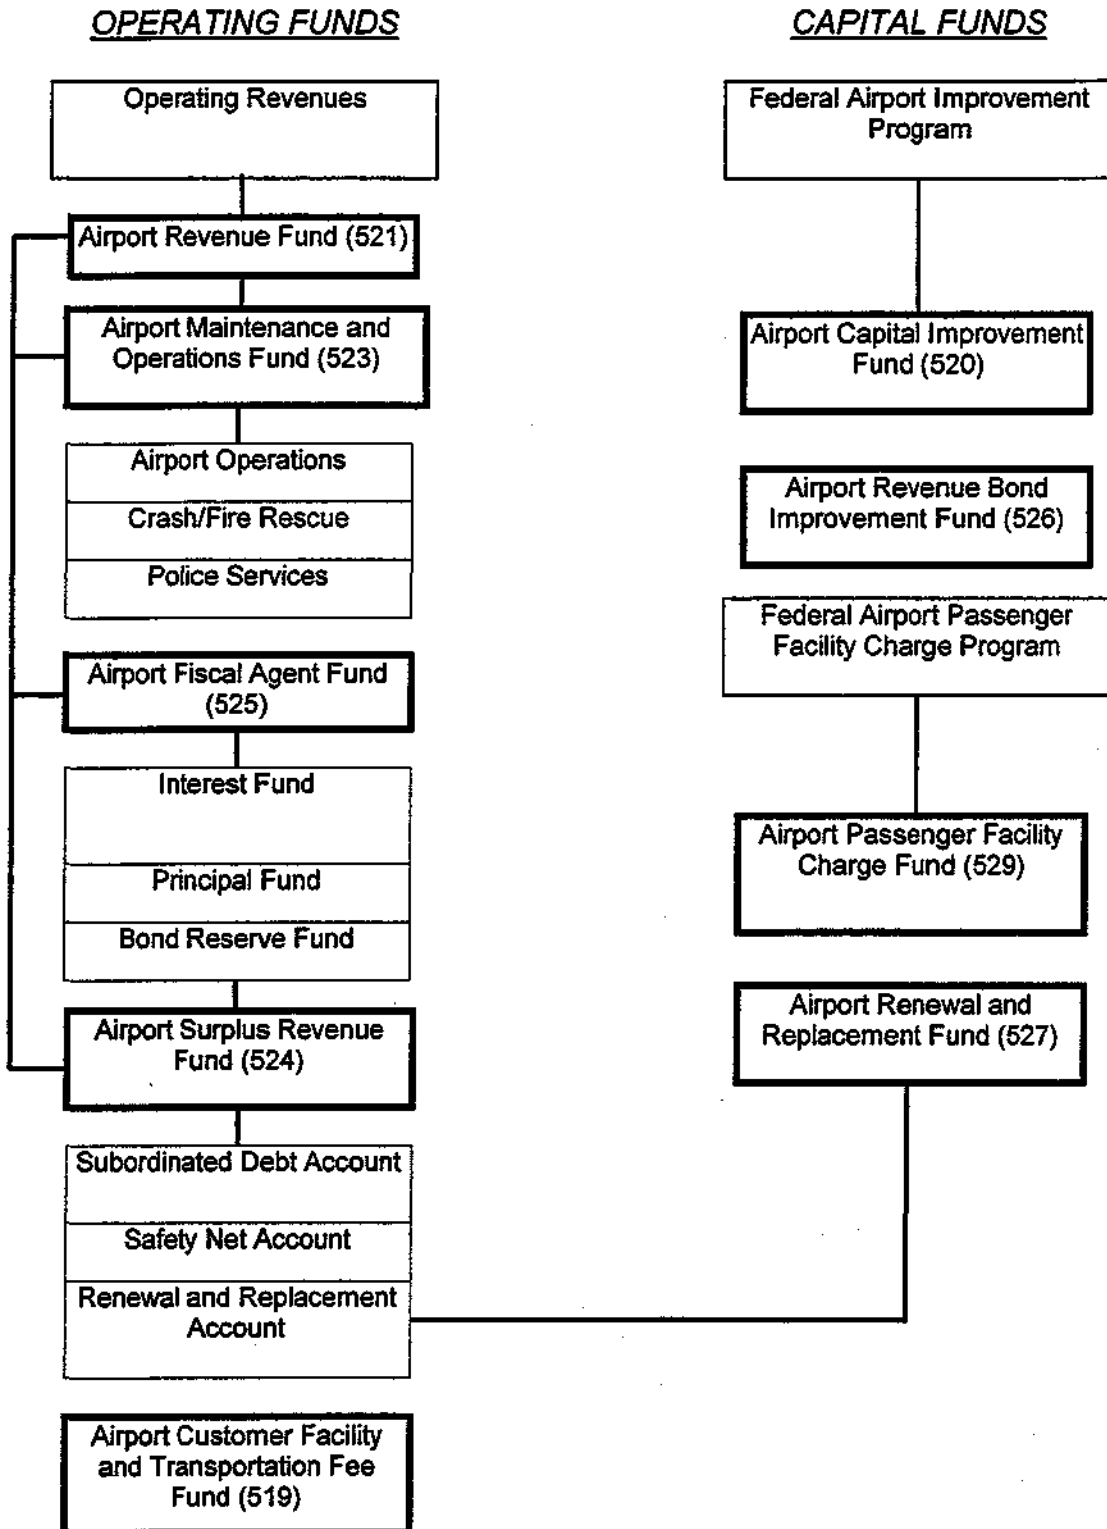 OPERATING FUNDS
Operating Revenues
Airport Revenue Fund (521)
Airport Maintenance and
Operations Fund (523)
Airport Operations
Crash/Fire Rescue
Police Services
Airport Fiscal Agent Fund
(525)
Interest Fund
Principal Fund
Bond Reserve Fund
Airport Surplus Revenue
Fund (524)
Subordinated Debt Account
Safety Net Account
Renewal and Replacement
Account
Airport Customer Facility
and Transportation Fee
Fund (519)
CAPITAL FUNDS
Federal Airport Improvement
Program
Airport Capital Improvement
Fund (520)
Airport Revenue Bond
Improvement Fund (526)
Federal Airport Passenger
Facility Charge Program
Airport Passenger Facility
Charge Fund (529)
Airport Renewal and
Replacement Fund (527)